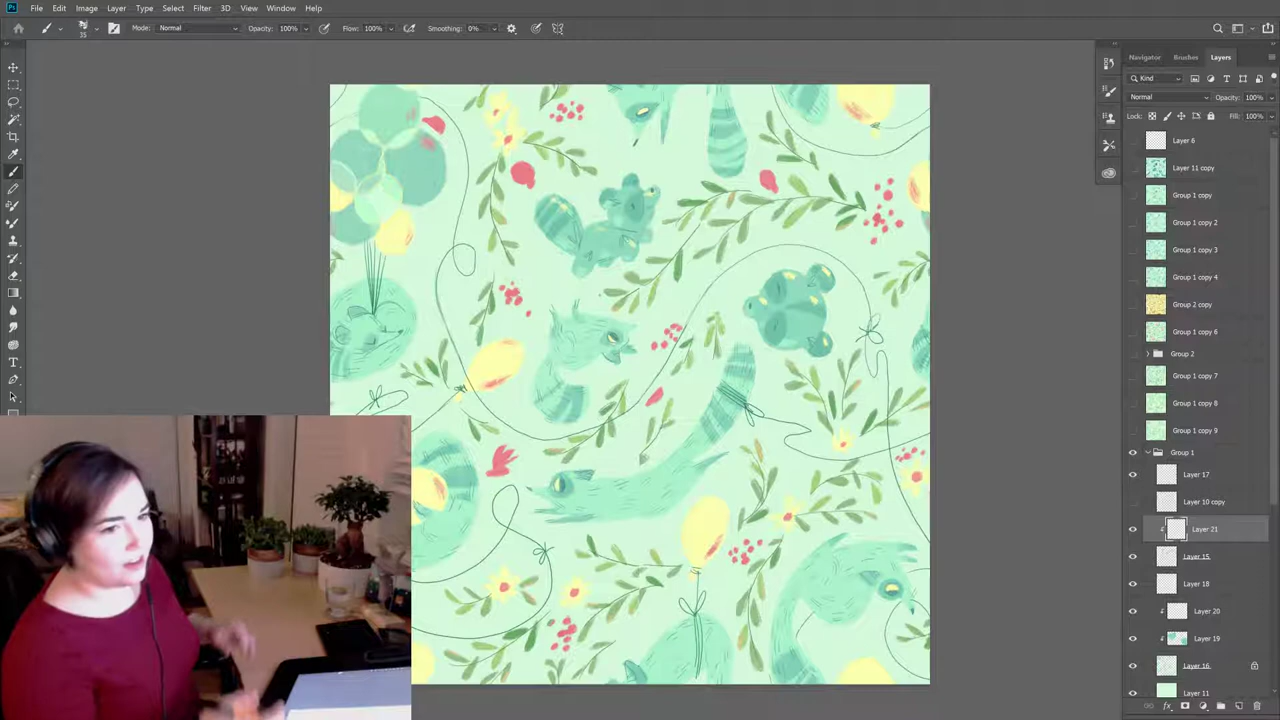 Ps File Edit Image Layer Type Select Filter 3D View Window Help
35 Mode: Normal Opacity: 100% Flow: 100% Smoothing: 0%
Navigator Brushes Layers
Kind
Normal Opacity: 100%
Lock: Fill: 100%
Layer 6
Layer 11 copy
Group 1 copy
Group 1 copy 2
Group 1 copy 3
Group 1 copy 4
Group 2 copy
Group 1 copy 6
Group 2
Group 1 copy 7
Group 1 copy 8
Group 1 copy 9
Group 1
Layer 17
Layer 10 copy
Layer 21
Layer 15
Layer 18
Layer 20
Layer 19
Layer 16
Layer 11
fx